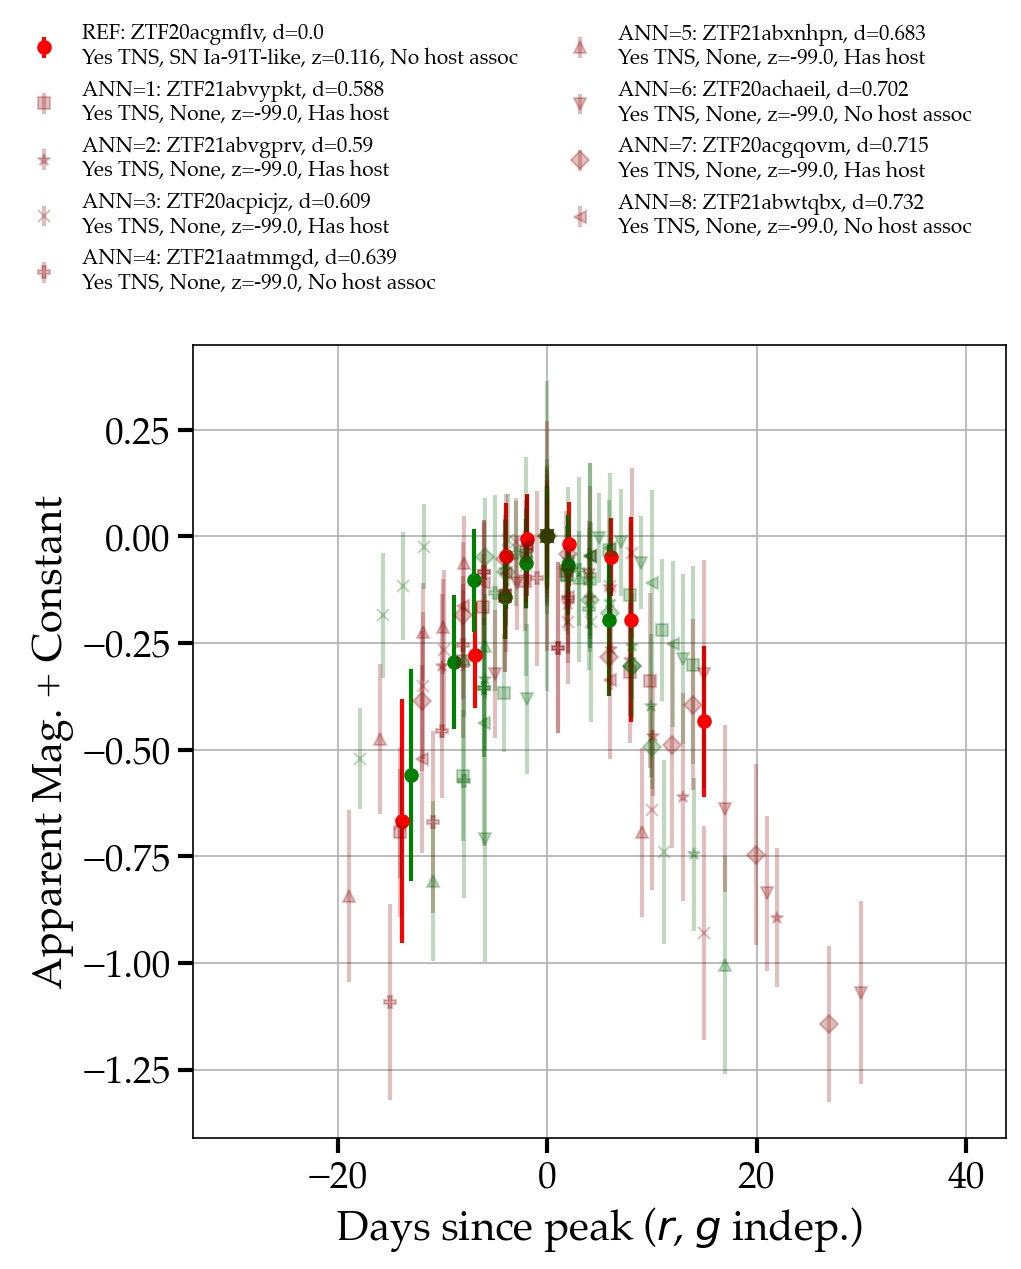 REF: ZTF20acgmflv, d=0.0
Yes TNS, SN Ia-91T-like, z=0.116, No host assoc
ANN=1: ZTF21abvypkt, d=0.588
Yes TNS, None, z=-99.0, Has host
ANN=2: ZTF21abvgprv, d=0.59
Yes TNS, None, z=-99.0, Has host
ANN=3: ZTF20acpicjz, d=0.609
Yes TNS, None, z=-99.0, Has host
ANN=4: ZTF21aatmmgd, d=0.639
Yes TNS, None, z=-99.0, No host assoc
ANN=5: ZTF21abxnhpn, d=0.683
Yes TNS, None, z=-99.0, Has host
ANN=6: ZTF20achaeil, d=0.702
Yes TNS, None, z=-99.0, No host assoc
ANN=7: ZTF20acgqovm, d=0.715
Yes TNS, None, z=-99.0, Has host
ANN=8: ZTF21abwtqbx, d=0.732
Yes TNS, None, z=-99.0, No host assoc
Apparent Mag. + Constant
0.25
0.00
−0.25
−0.50
−0.75
−1.00
−1.25
−20
0
20
40
Days since peak (r, g indep.)